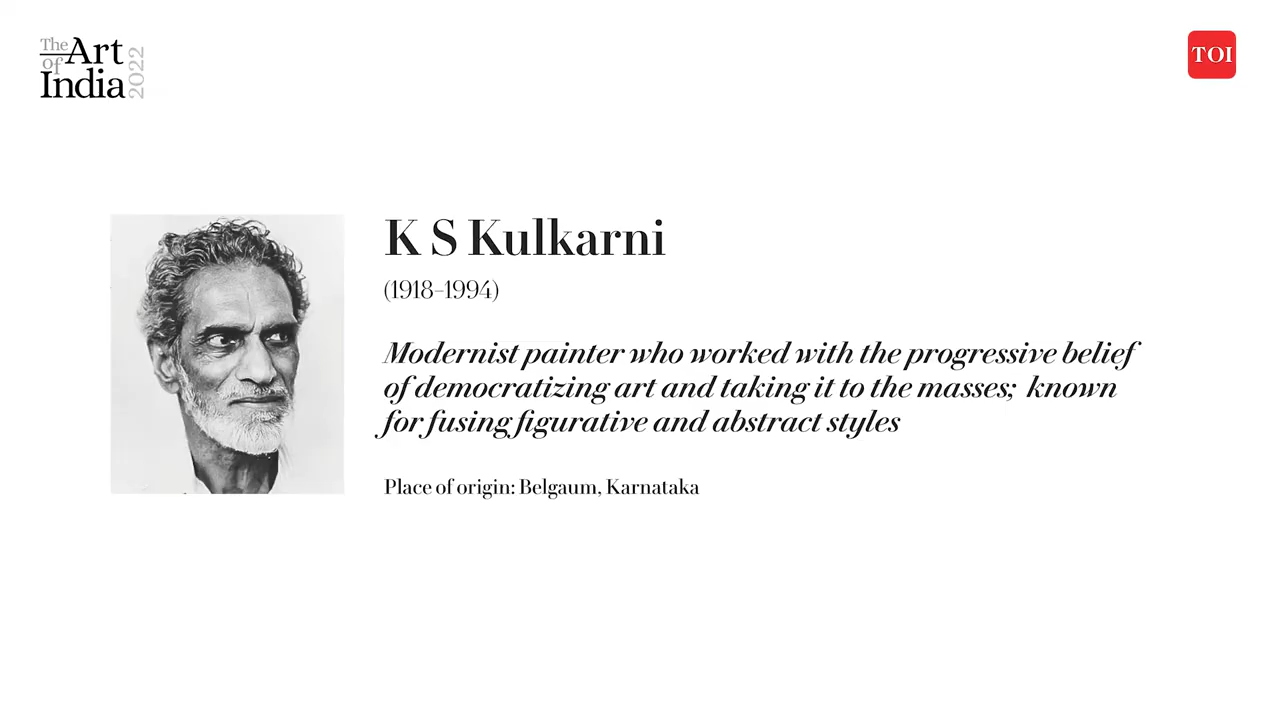 The Art
of
India 2022
TOI
K S Kulkarni
(1918–1994)
Modernist painter who worked with the progressive belief
of democratizing art and taking it to the masses;  known
for fusing figurative and abstract styles
Place of origin: Belgaum, Karnataka